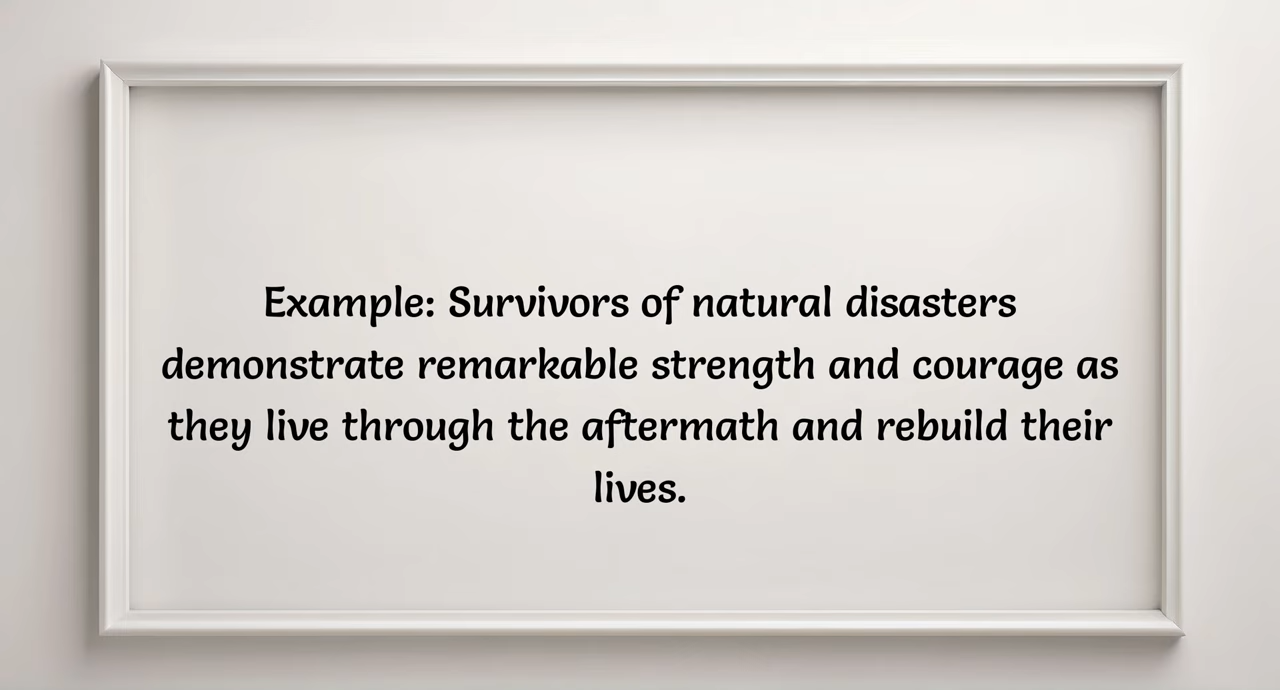 Example: Survivors of natural disasters
demonstrate remarkable strength and courage as
they live through the aftermath and rebuild their
lives.